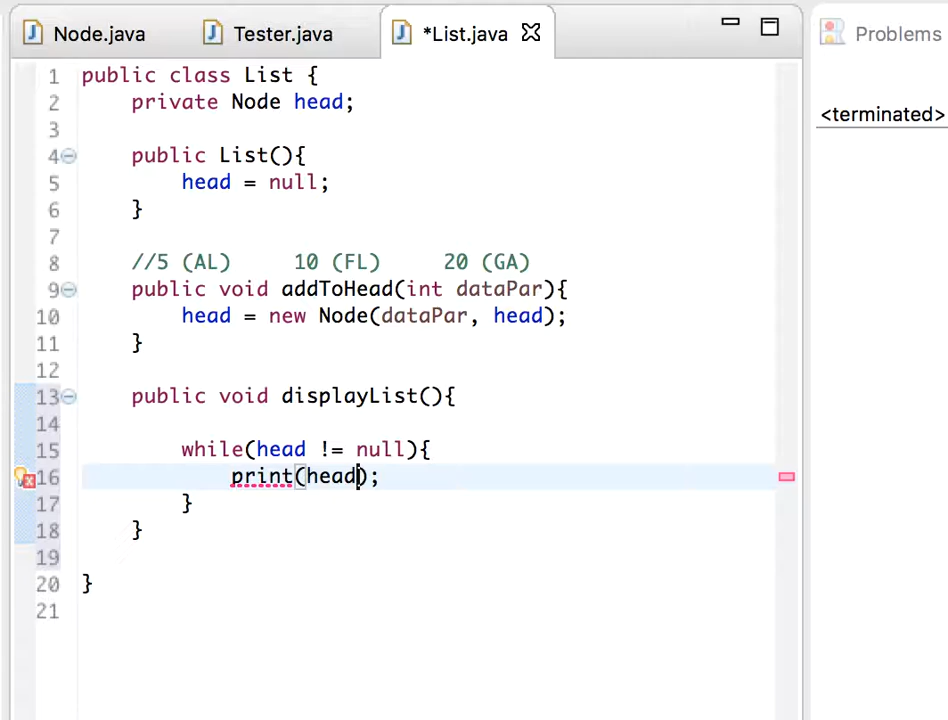 Node.java Tester.java *List.java Problems
<terminated>
1 public class List {
2 private Node head;
3
4 public List(){
5 head = null;
6 }
7
8 //5 (AL) 10 (FL) 20 (GA)
9 public void addToHead(int dataPar){
10 head = new Node(dataPar, head);
11 }
12
13 public void displayList(){
14
15 while(head != null){
16 print(head);
17 }
18 }
19
20 }
21